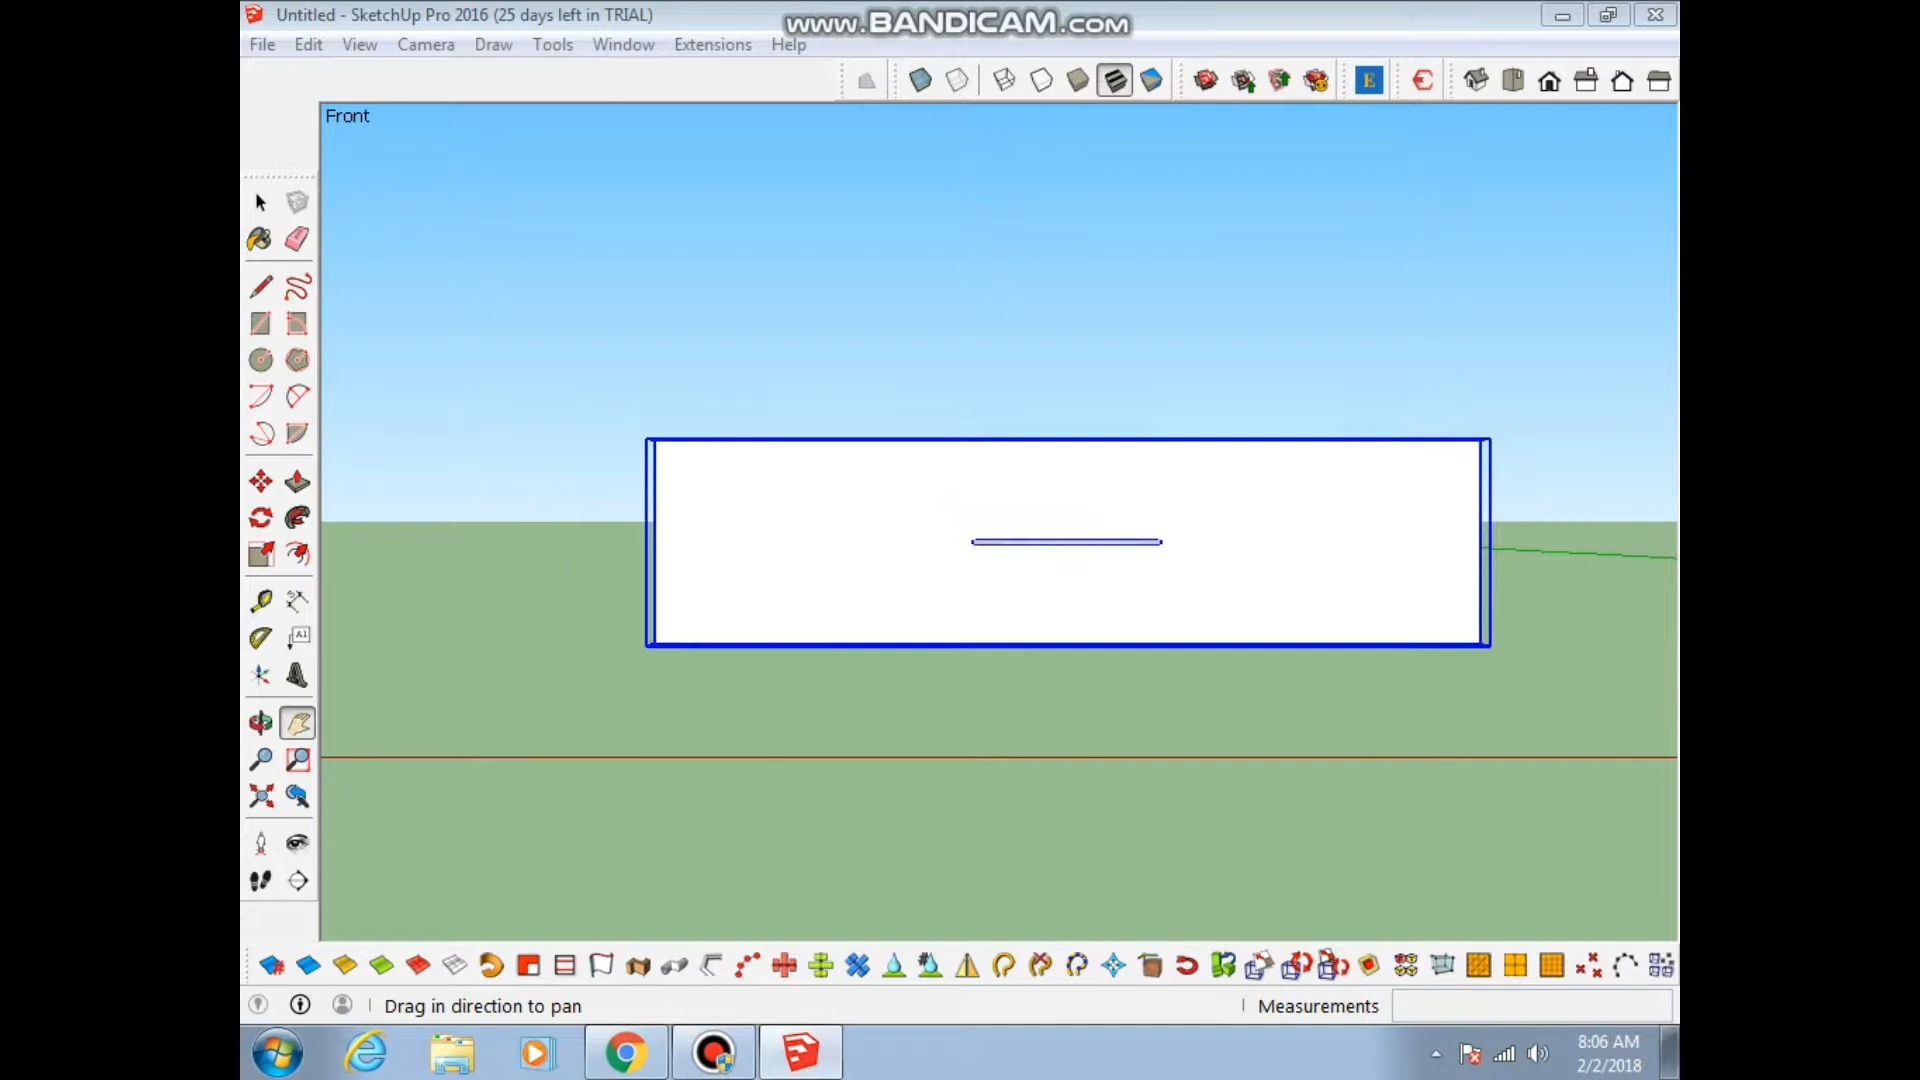 Untitled - SketchUp Pro 2016 (25 days left in TRIAL)
www.BANDICAM.com
File Edit View Camera Draw Tools Window Extensions Help
E
Front
A1
Drag in direction to pan
Measurements
8:06 AM
2/2/2018